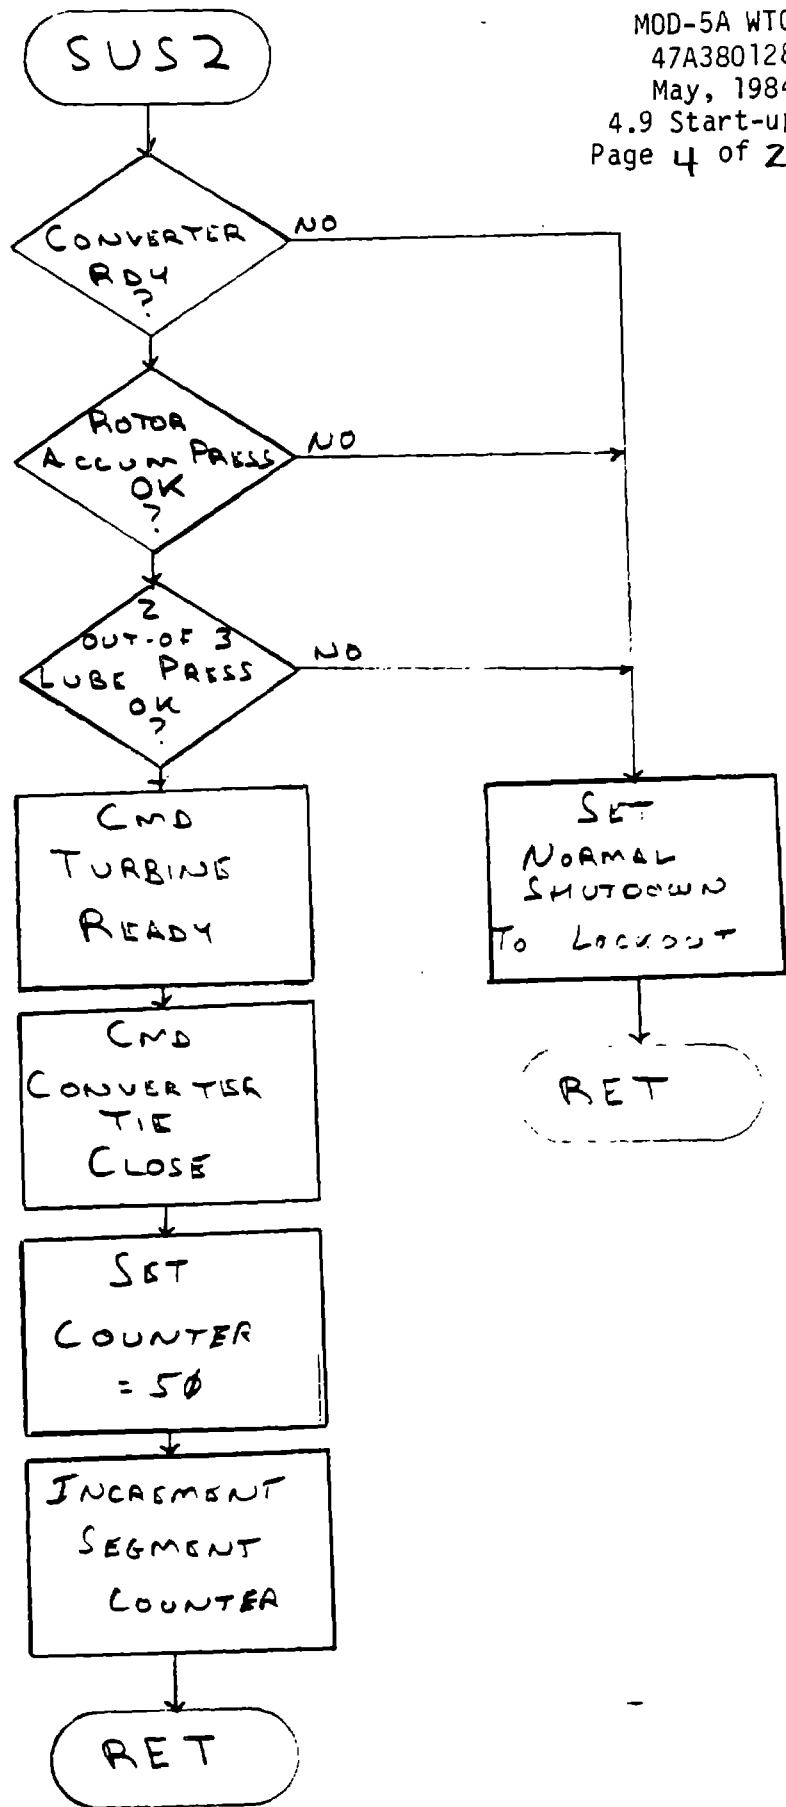 MOD-5A WTG
47A380128
May, 1984
4.9 Start-up
Page 4 of 2
SUS2
CONVERTER
RDY
?
NO
ROTOR
ACCUM PRESS
OK
?
NO
2
OUT-OF 3
LUBE PRESS
OK
?
NO
CMD
TURBINE
READY
SET
NORMAL
SHUTDOWN
TO LOCKOUT
CMD
CONVERTER
TIE
CLOSE
RET
SET
COUNTER
= 5Ø
INCREMENT
SEGMENT
COUNTER
RET